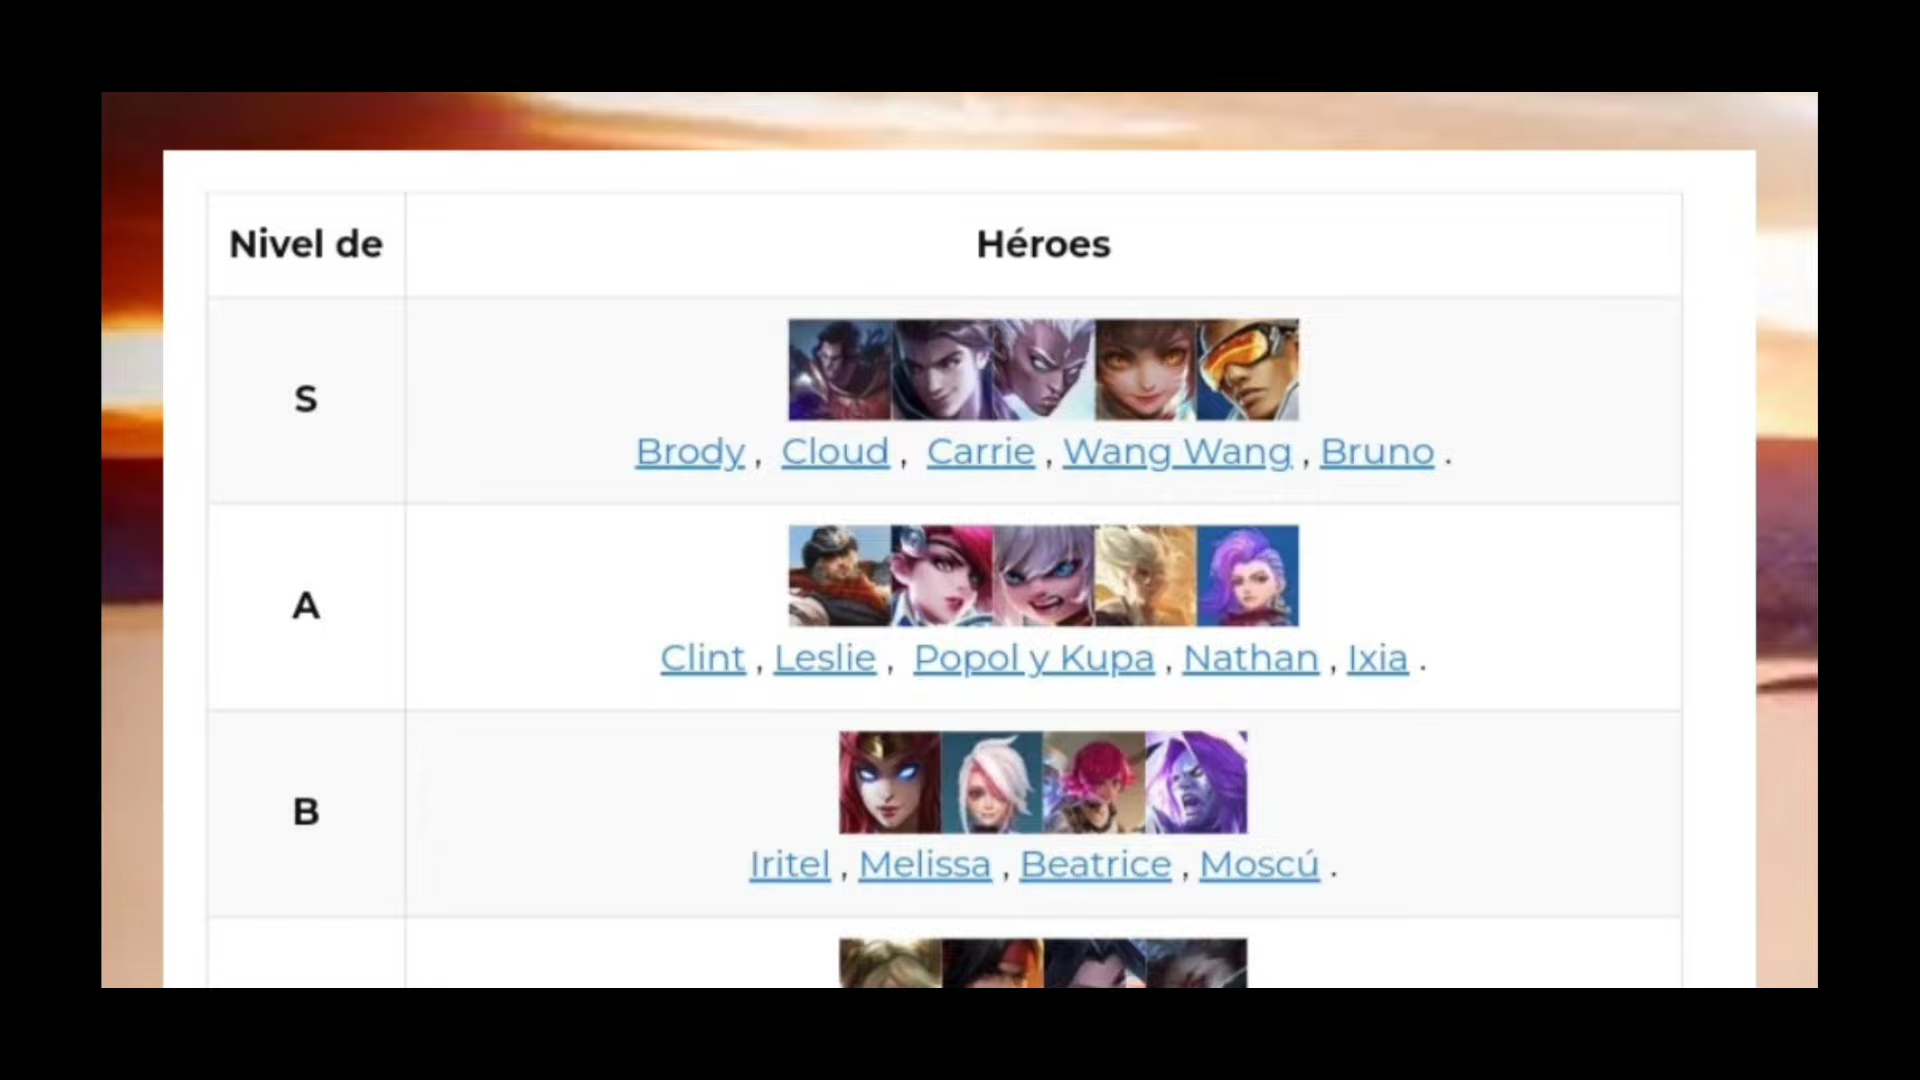 Nivel de Héroes
S
Brody , Cloud , Carrie , Wang Wang , Bruno .
A
Clint , Leslie , Popol y Kupa , Nathan , Ixia .
B
Iritel , Melissa , Beatrice , Moscú .